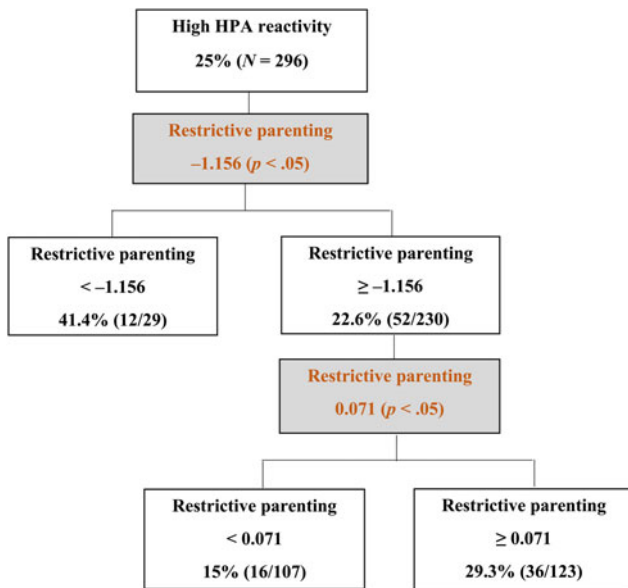 High HPA reactivity
25% (N = 296)
Restrictive parenting
–1.156 (p < .05)
Restrictive parenting
< –1.156
41.4% (12/29)
Restrictive parenting
≥ –1.156
22.6% (52/230)
Restrictive parenting
0.071 (p < .05)
Restrictive parenting
< 0.071
15% (16/107)
Restrictive parenting
≥ 0.071
29.3% (36/123)